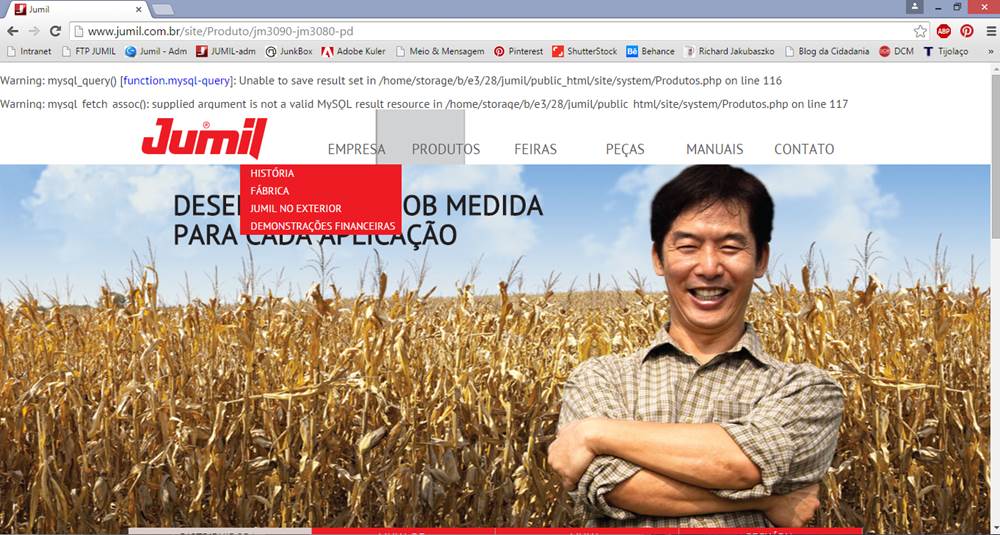 Jumil
www.jumil.com.br/site/Produto/jm3090-jm3080-pd
Intranet FTP JUMIL Jumil - Adm JUMIL-adm JunkBox Adobe Kuler Meio & Mensagem Pinterest ShutterStock Behance Richard Jakubaszko Blog da Cidadania DCM Tijolaço
Warning: mysql_query() [function.mysql-query]: Unable to save result set in /home/storage/b/e3/28/jumil/public_html/site/system/Produtos.php on line 116
Warning: mysql_fetch_assoc(): supplied argument is not a valid MySQL result resource in /home/storage/b/e3/28/jumil/public_html/site/system/Produtos.php on line 117
Jumil®
EMPRESA PRODUTOS FEIRAS PEÇAS MANUAIS CONTATO
HISTÓRIA
FÁBRICA
JUMIL NO EXTERIOR
DEMONSTRAÇÕES FINANCEIRAS
OB MEDIDA
PARA CADA APLICAÇÃO